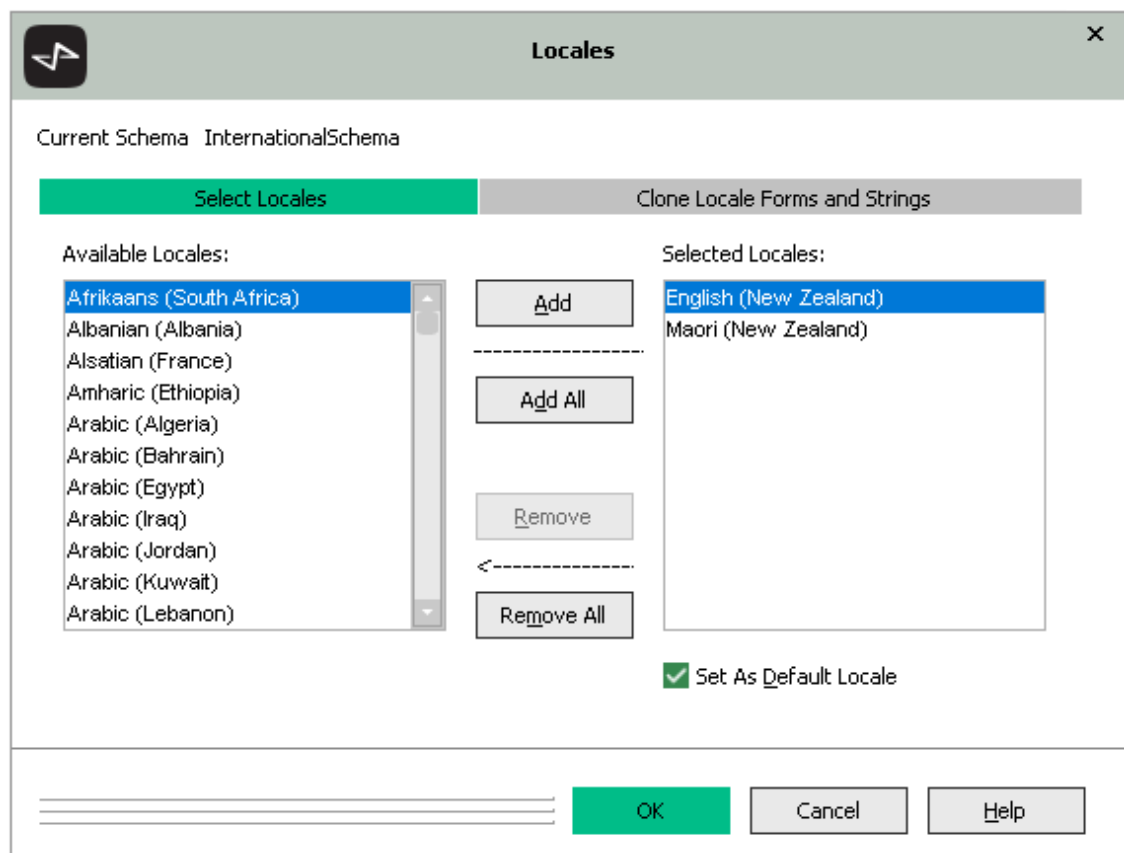 Locales
Current Schema InternationalSchema
Select Locales
Clone Locale Forms and Strings
Available Locales:
Afrikaans (South Africa)
Albanian (Albania)
Alsatian (France)
Amharic (Ethiopia)
Arabic (Algeria)
Arabic (Bahrain)
Arabic (Egypt)
Arabic (Iraq)
Arabic (Jordan)
Arabic (Kuwait)
Arabic (Lebanon)
Add
Add All
Remove
<--------------
Remove All
Selected Locales:
English (New Zealand)
Maori (New Zealand)
Set As Default Locale
OK
Cancel
Help